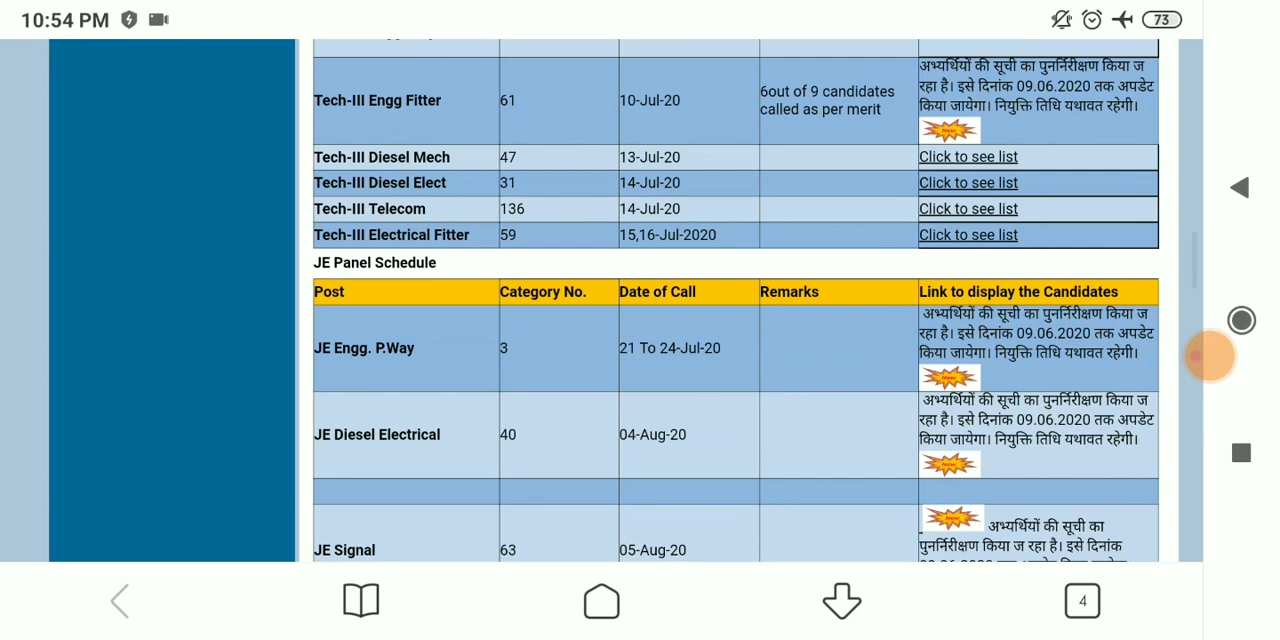 10:54 PM
73
अभ्यर्थियों की सूची का पुनर्निरीक्षण किया ज
रहा है। इसे दिनांक 09.06.2020 तक अपडेट
किया जायेगा। नियुक्ति तिथि यथावत रहेगी।
Tech-III Engg Fitter 61 10-Jul-20 6out of 9 candidates
called as per merit
New
Tech-III Diesel Mech 47 13-Jul-20 Click to see list
Tech-III Diesel Elect 31 14-Jul-20 Click to see list
Tech-III Telecom 136 14-Jul-20 Click to see list
Tech-III Electrical Fitter 59 15,16-Jul-2020 Click to see list
JE Panel Schedule
Post Category No. Date of Call Remarks Link to display the Candidates
अभ्यर्थियों की सूची का पुनर्निरीक्षण किया ज
रहा है। इसे दिनांक 09.06.2020 तक अपडेट
किया जायेगा। नियुक्ति तिथि यथावत रहेगी।
JE Engg. P.Way 3 21 To 24-Jul-20
New
अभ्यर्थियों की सूची का पुनर्निरीक्षण किया ज
रहा है। इसे दिनांक 09.06.2020 तक अपडेट
किया जायेगा। नियुक्ति तिथि यथावत रहेगी।
JE Diesel Electrical 40 04-Aug-20
New
New अभ्यर्थियों की सूची का
पुनर्निरीक्षण किया ज रहा है। इसे दिनांक
JE Signal 63 05-Aug-20
4